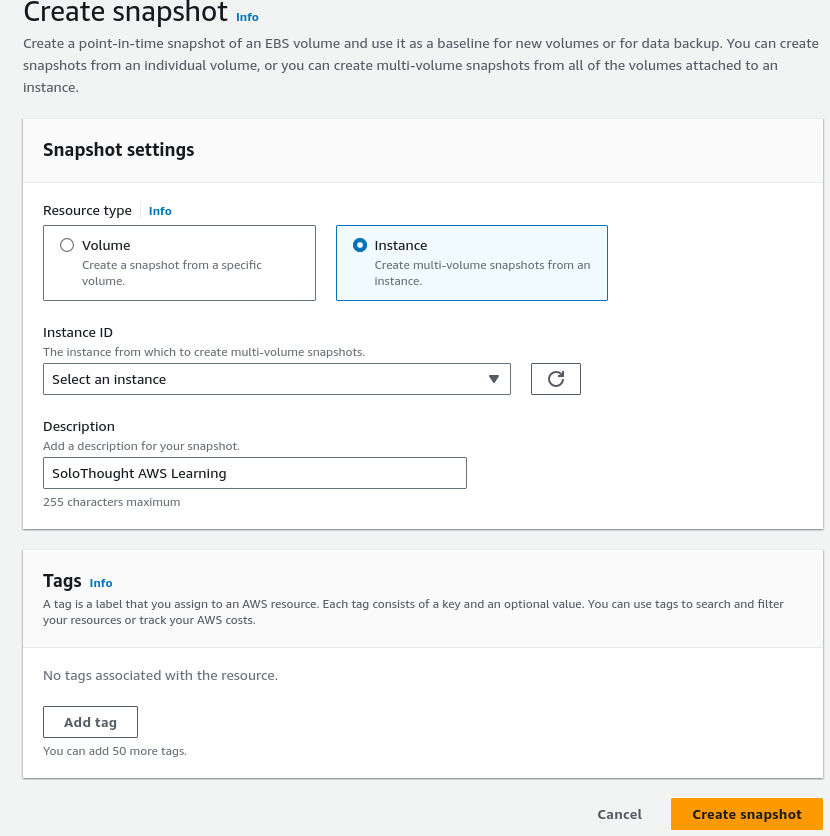 Create snapshot Info
Create a point-in-time snapshot of an EBS volume and use it as a baseline for new volumes or for data backup. You can create
snapshots from an individual volume, or you can create multi-volume snapshots from all of the volumes attached to an
instance.
Snapshot settings
Resource type Info
Volume
Create a snapshot from a specific
volume.
Instance
Create multi-volume snapshots from an
instance.
Instance ID
The instance from which to create multi-volume snapshots.
Select an instance
Description
Add a description for your snapshot.
SoloThought AWS Learning
255 characters maximum
Tags Info
A tag is a label that you assign to an AWS resource. Each tag consists of a key and an optional value. You can use tags to search and filter
your resources or track your AWS costs.
No tags associated with the resource.
Add tag
You can add 50 more tags.
Cancel
Create snapshot